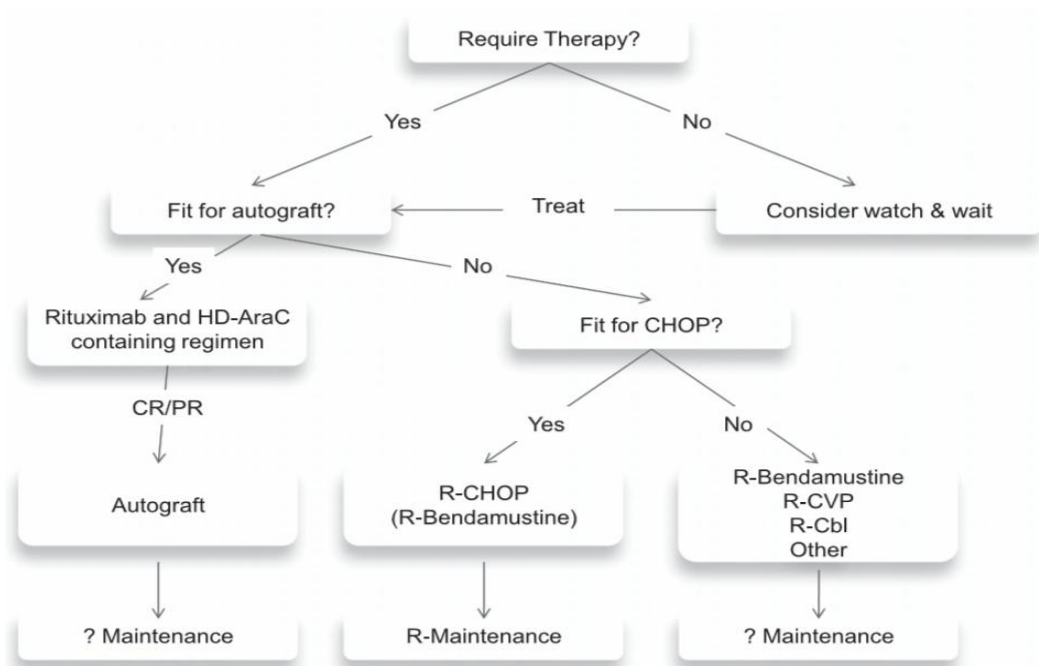 Require Therapy?
Yes
No
Fit for autograft?
Treat
Consider watch & wait
Yes
No
Rituximab and HD-AraC
containing regimen
Fit for CHOP?
CR/PR
Yes
No
Autograft
R-CHOP
(R-Bendamustine)
R-Bendamustine
R-CVP
R-Cbl
Other
? Maintenance
R-Maintenance
? Maintenance